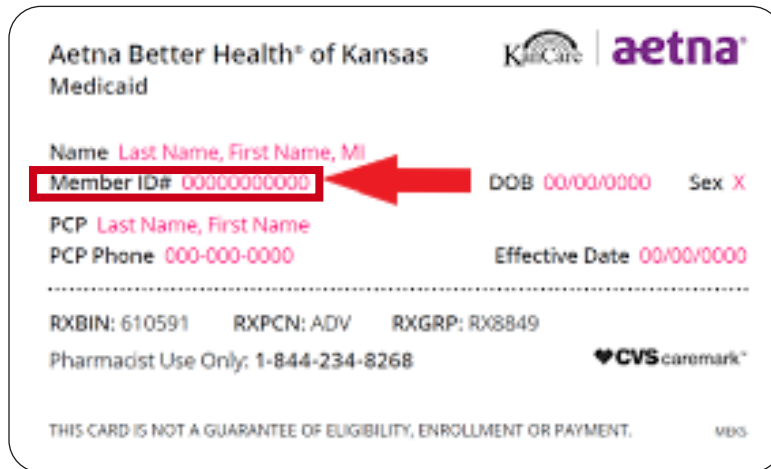 Aetna Better Health® of Kansas
Medicaid
KanCare
aetna®
Name Last Name, First Name, MI
Member ID# 00000000000
DOB 00/00/0000 Sex X
PCP Last Name, First Name
PCP Phone 000-000-0000
Effective Date 00/00/0000
RXBIN: 610591 RXPCN: ADV RXGRP: RX8849
Pharmacist Use Only: 1-844-234-8268
CVS caremark™
THIS CARD IS NOT A GUARANTEE OF ELIGIBILITY, ENROLLMENT OR PAYMENT.